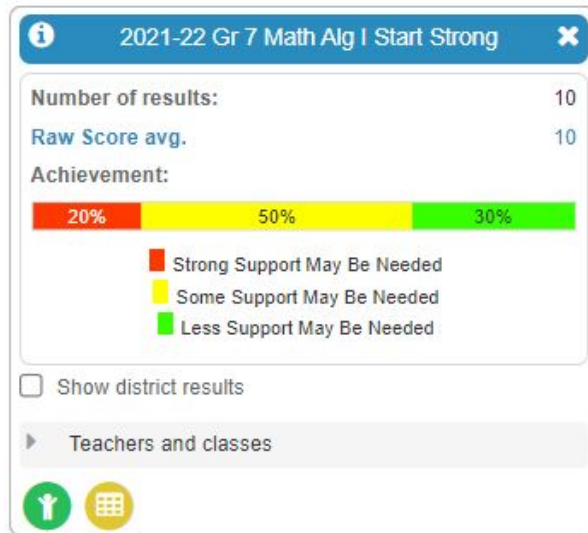 2021-22 Gr 7 Math Alg I Start Strong
Number of results: 10
Raw Score avg. 10
Achievement:
20% 50% 30%
Strong Support May Be Needed
Some Support May Be Needed
Less Support May Be Needed
Show district results
Teachers and classes